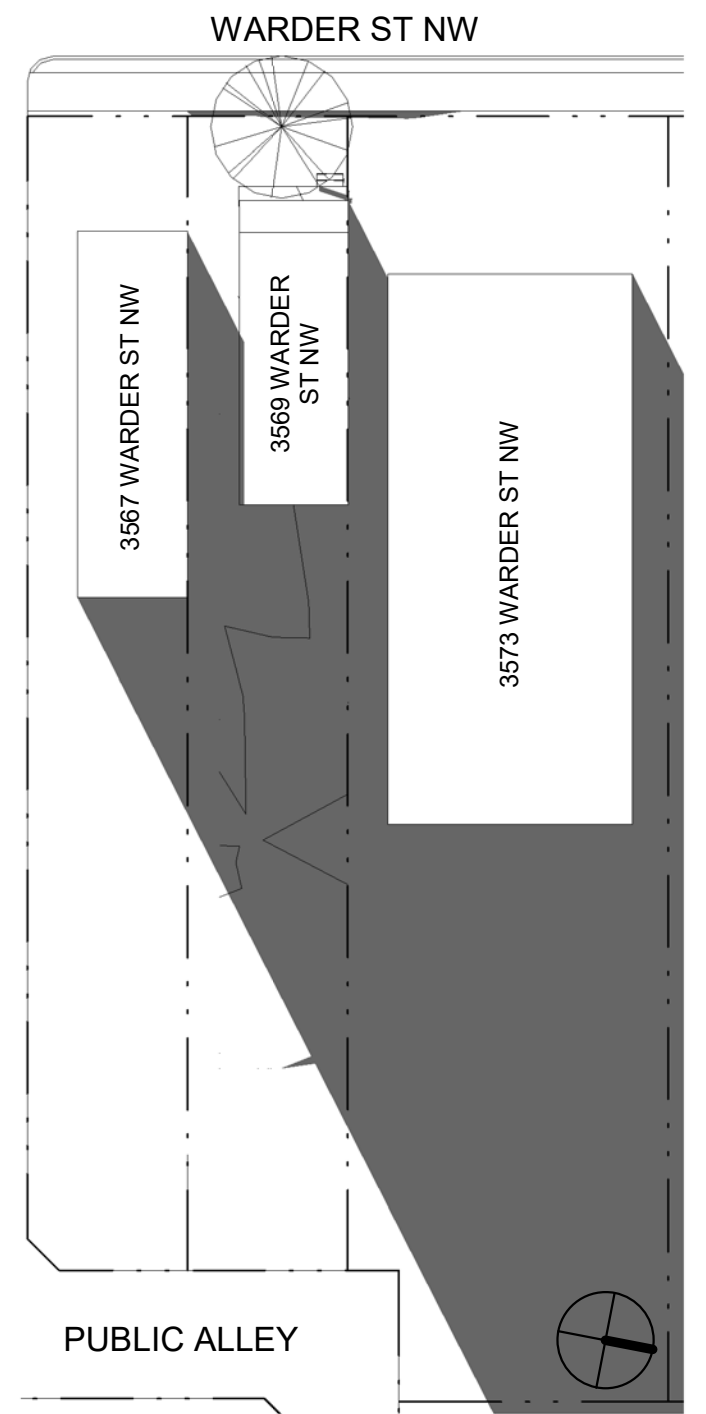 WARDER ST NW
3567 WARDER ST NW
3569 WARDER
ST NW
3573 WARDER ST NW
PUBLIC ALLEY